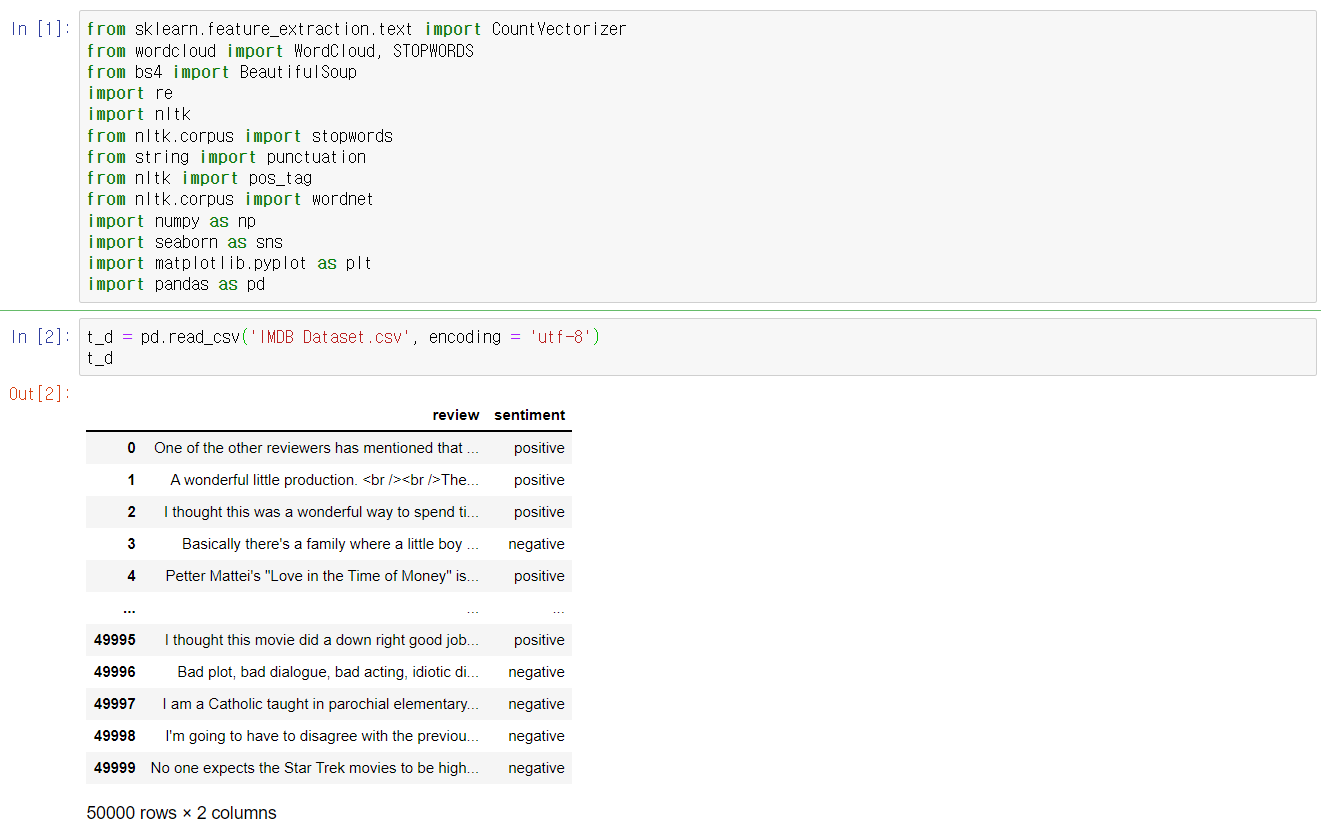 In [1]: from sklearn.feature_extraction.text import CountVectorizer
from wordcloud import WordCloud, STOPWORDS
from bs4 import BeautifulSoup
import re
import nltk
from nltk.corpus import stopwords
from string import punctuation
from nltk import pos_tag
from nltk.corpus import wordnet
import numpy as np
import seaborn as sns
import matplotlib.pyplot as plt
import pandas as pd
In [2]: t_d = pd.read_csv('IMDB Dataset.csv', encoding = 'utf-8')
t_d
Out[2]:
review sentiment
0 One of the other reviewers has mentioned that ... positive
1 A wonderful little production. <br /><br />The... positive
2 I thought this was a wonderful way to spend ti... positive
3 Basically there's a family where a little boy ... negative
4 Petter Mattei's "Love in the Time of Money" is... positive
... ... ...
49995 I thought this movie did a down right good job... positive
49996 Bad plot, bad dialogue, bad acting, idiotic di... negative
49997 I am a Catholic taught in parochial elementary... negative
49998 I'm going to have to disagree with the previou... negative
49999 No one expects the Star Trek movies to be high... negative
50000 rows × 2 columns